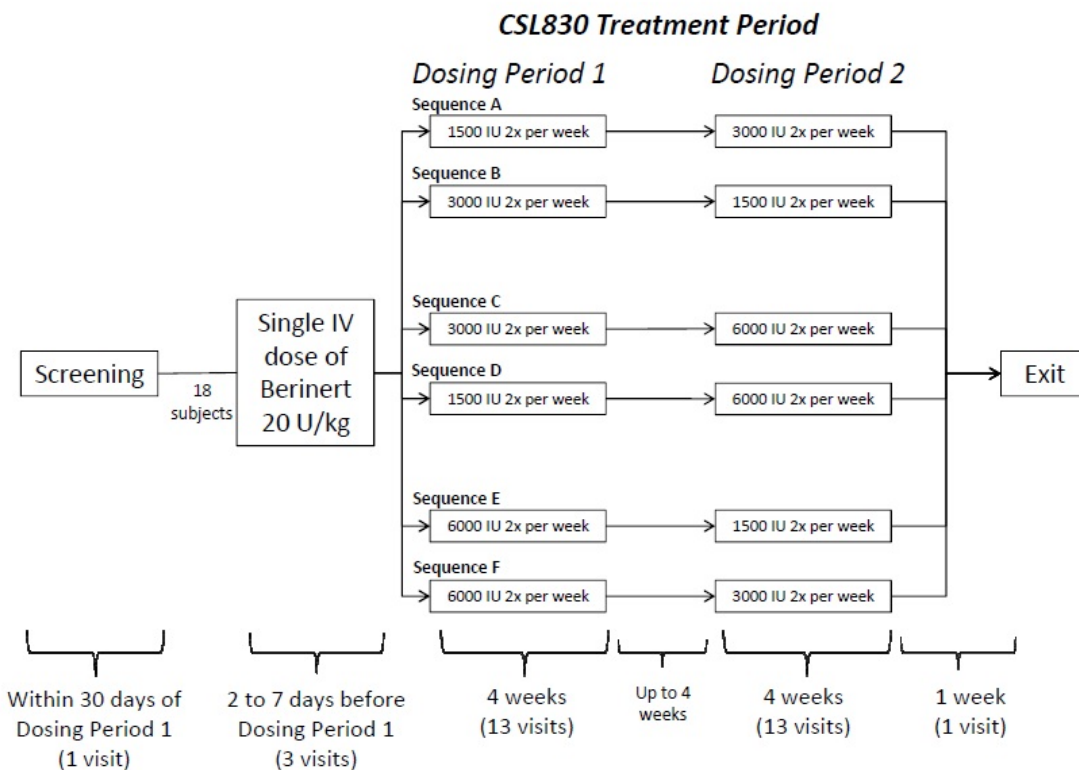 CSL830 Treatment Period
Dosing Period 1
Dosing Period 2
Sequence A
1500 IU 2x per week
3000 IU 2x per week
Sequence B
3000 IU 2x per week
1500 IU 2x per week
Sequence C
3000 IU 2x per week
6000 IU 2x per week
Screening
18
subjects
Single IV
dose of
Berinert
20 U/kg
Sequence D
1500 IU 2x per week
6000 IU 2x per week
Exit
Sequence E
6000 IU 2x per week
1500 IU 2x per week
Sequence F
6000 IU 2x per week
3000 IU 2x per week
Within 30 days of
Dosing Period 1
(1 visit)
2 to 7 days before
Dosing Period 1
(3 visits)
4 weeks
(13 visits)
Up to 4
weeks
4 weeks
(13 visits)
1 week
(1 visit)